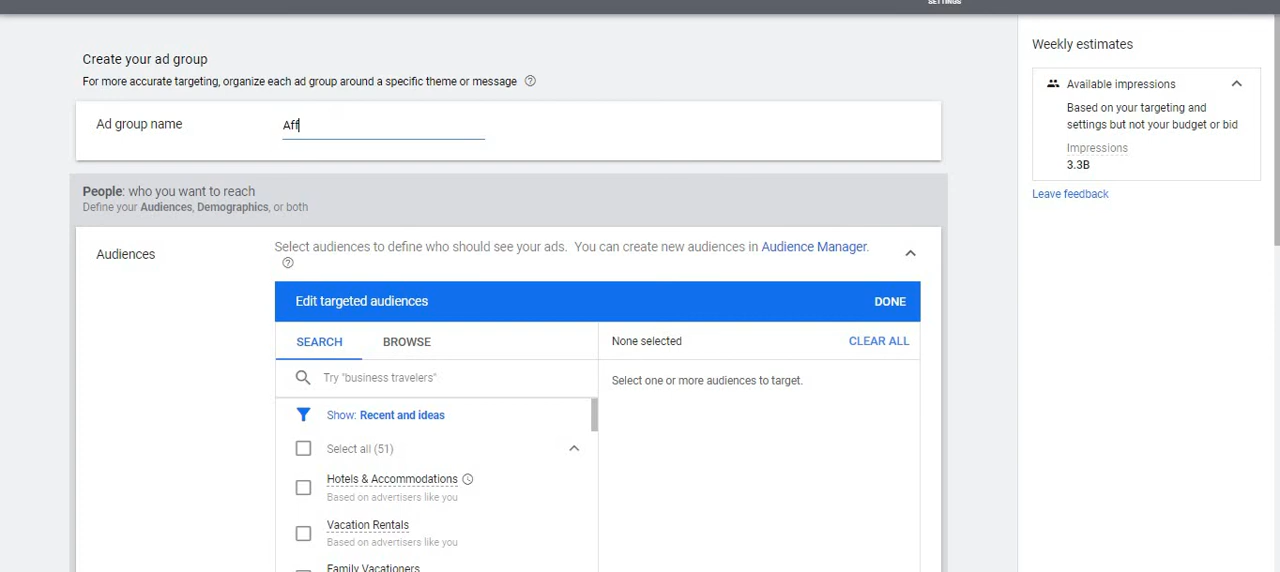 SETTINGS
Create your ad group
For more accurate targeting, organize each ad group around a specific theme or message
Ad group name
Aff
People: who you want to reach
Define your Audiences, Demographics, or both
Audiences
Select audiences to define who should see your ads. You can create new audiences in Audience Manager.
Edit targeted audiences
DONE
SEARCH
BROWSE
None selected
CLEAR ALL
Try "business travelers"
Select one or more audiences to target.
Show: Recent and ideas
Select all (51)
Hotels & Accommodations
Based on advertisers like you
Vacation Rentals
Based on advertisers like you
Family Vacationers
Weekly estimates
Available impressions
Based on your targeting and
settings but not your budget or bid
Impressions
3.3B
Leave feedback